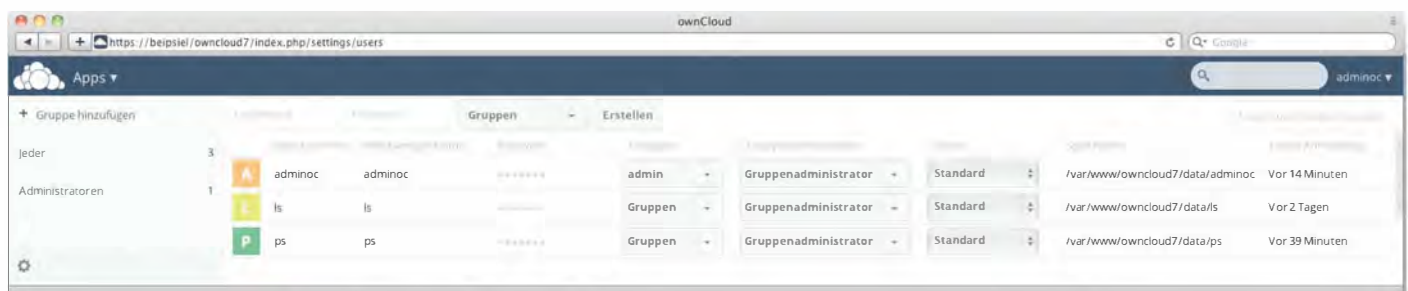 ownCloud
https://beipsiel/owncloud7/index.php/settings/users
Google
Apps
adminoc
+ Gruppe hinzufügen
Gruppen
Erstellen
Jeder 3
Administratoren 1
A adminoc adminoc admin Gruppenadministrator Standard /var/www/owncloud7/data/adminoc Vor 14 Minuten
L ls ls Gruppen Gruppenadministrator Standard /var/www/owncloud7/data/ls Vor 2 Tagen
P ps ps Gruppen Gruppenadministrator Standard /var/www/owncloud7/data/ps Vor 39 Minuten